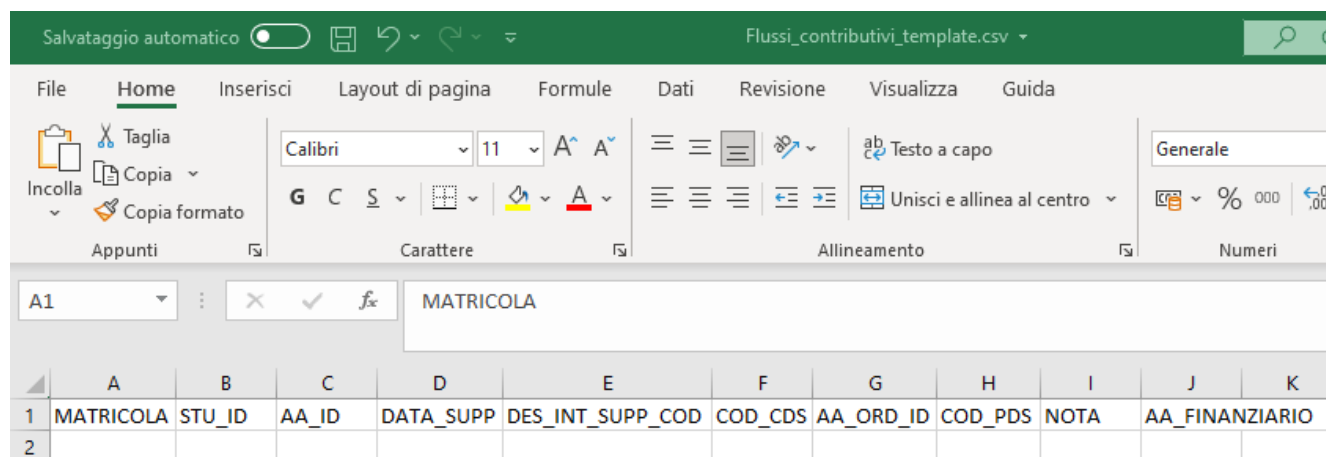 Salvataggio automatico Flussi_contributivi_template.csv
File Home Inserisci Layout di pagina Formule Dati Revisione Visualizza Guida
Incolla
Taglia
Copia
Copia formato
Appunti
Calibri 11 A A
G C S A
Carattere
ab Testo a capo
Unisci e allinea al centro
Allineamento
Generale
% 000
Numeri
A1 fx MATRICOLA
A B C D E F G H I J K
1 MATRICOLA STU_ID AA_ID DATA_SUPP DES_INT_SUPP_COD COD_CDS AA_ORD_ID COD_PDS NOTA AA_FINANZIARIO
2